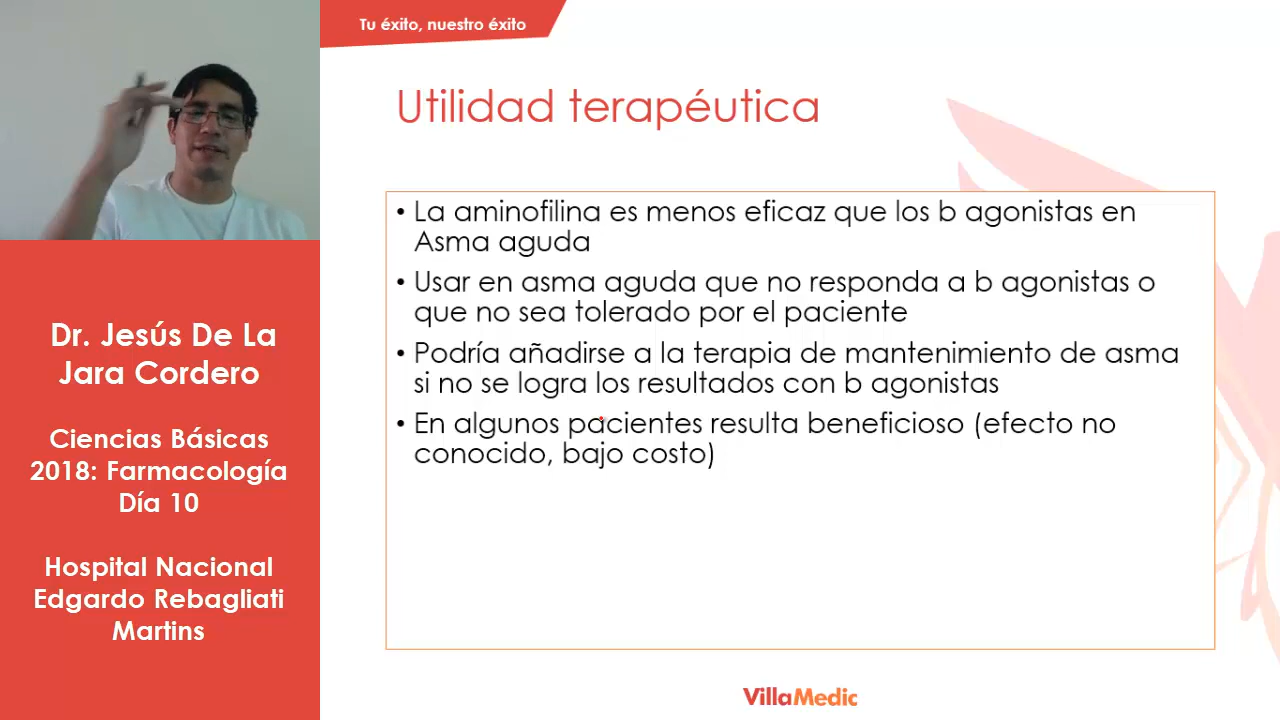 Tu éxito, nuestro éxito
Utilidad terapéutica
• La aminofilina es menos eficaz que los b agonistas en
Asma aguda
• Usar en asma aguda que no responda a b agonistas o
que no sea tolerado por el paciente
• Podría añadirse a la terapia de mantenimiento de asma
si no se logra los resultados con b agonistas
• En algunos pacientes resulta beneficioso (efecto no
conocido, bajo costo)
Dr. Jesús De La
Jara Cordero
Ciencias Básicas
2018: Farmacología
Día 10
Hospital Nacional
Edgardo Rebagliati
Martins
VillaMedic